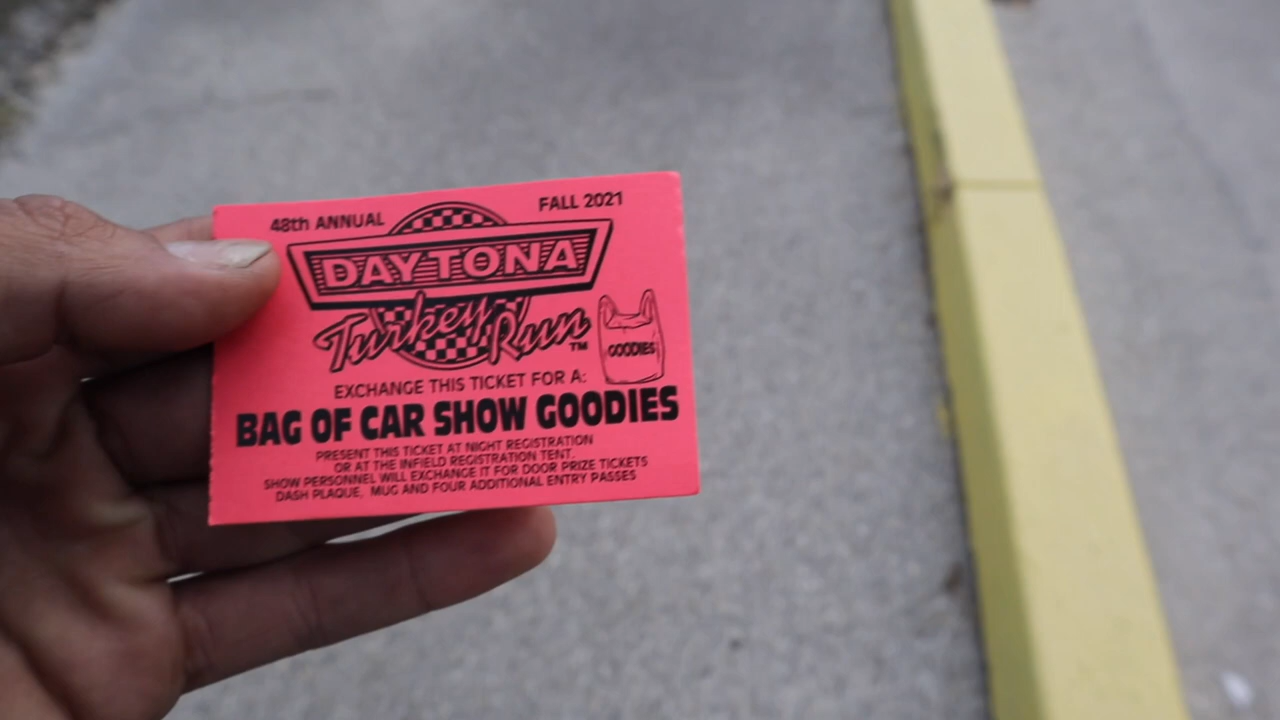 48th ANNUAL
FALL 2021
DAYTONA
Turkey Run™
GOODIES
EXCHANGE THIS TICKET FOR A:
BAG OF CAR SHOW GOODIES
PRESENT THIS TICKET AT NIGHT REGISTRATION
OR AT THE INFIELD REGISTRATION TENT.
SHOW PERSONNEL WILL EXCHANGE IT FOR DOOR PRIZE TICKETS
DASH PLAQUE, MUG AND FOUR ADDITIONAL ENTRY PASSES